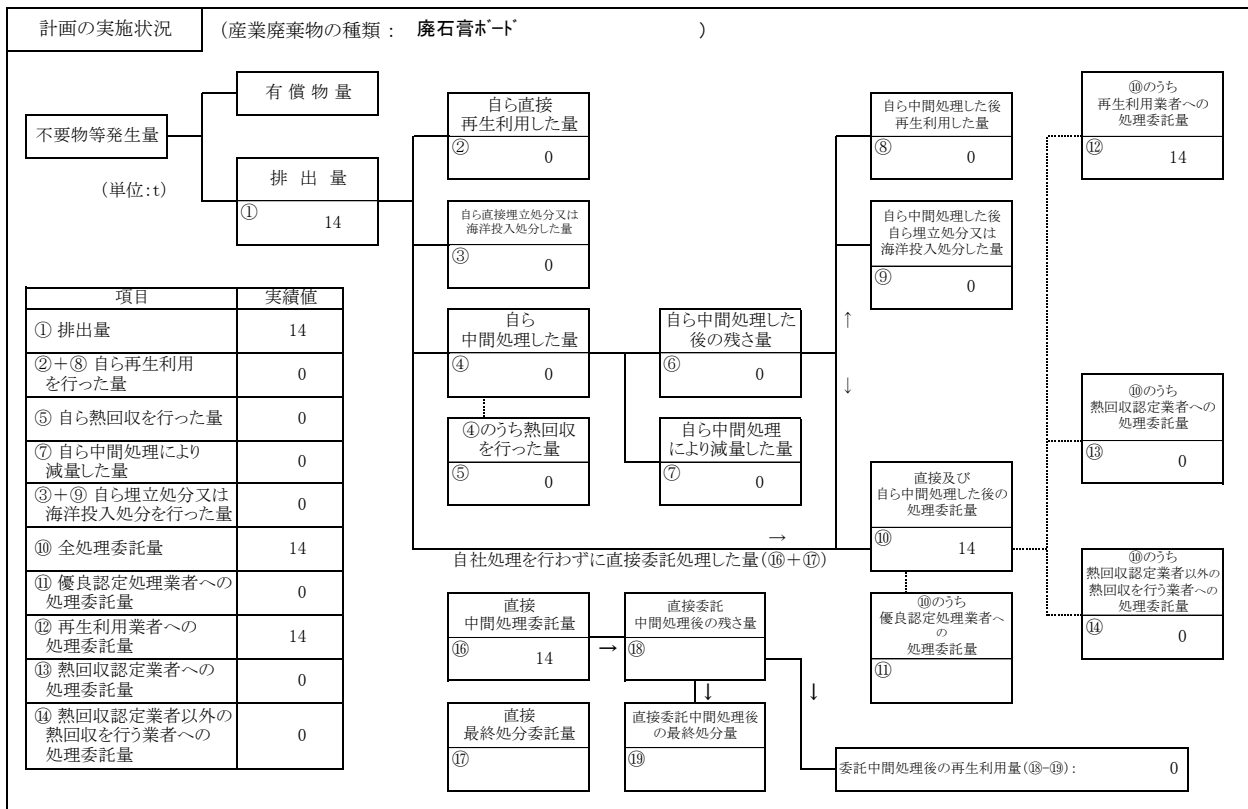 計画の実施状況
(産業廃棄物の種類： 廃石膏ボード )
有償物量
不要物等発生量
(単位:t)
排出量
① 14
自ら直接
再生利用した量
② 0
自ら直接埋立処分又は
海洋投入処分した量
③ 0
自ら
中間処理した量
④ 0
④のうち熱回収
を行った量
⑤ 0
自ら中間処理した
後の残さ量
⑥ 0
自ら中間処理
により減量した量
⑦ 0
自ら中間処理した後
再生利用した量
⑧ 0
自ら中間処理した後
自ら埋立処分又は
海洋投入処分した量
⑨ 0
↑
↓
直接及び
自ら中間処理した後の
処理委託量
⑩ 14
⑩のうち
再生利用業者への
処理委託量
⑫ 14
⑩のうち
熱回収認定業者への
処理委託量
⑬ 0
⑩のうち
熱回収認定業者以外の
熱回収を行う業者への
処理委託量
⑭ 0
→
自社処理を行わずに直接委託処理した量(⑯+⑰)
直接
中間処理委託量
⑯ 14
→
直接委託
中間処理後の残さ量
⑱
↓
↓
⑩のうち
優良認定処理業者へ
の
処理委託量
⑪
直接
最終処分委託量
⑰
直接委託中間処理後
の最終処分量
⑲
委託中間処理後の再生利用量(⑱-⑲)： 0
項目 実績値
① 排出量 14
②+⑧ 自ら再生利用
を行った量 0
⑤ 自ら熱回収を行った量 0
⑦ 自ら中間処理により
減量した量 0
③+⑨ 自ら埋立処分又は
海洋投入処分を行った量 0
⑩ 全処理委託量 14
⑪ 優良認定処理業者への
処理委託量 0
⑫ 再生利用業者への
処理委託量 14
⑬ 熱回収認定業者への
処理委託量 0
⑭ 熱回収認定業者以外の
熱回収を行う業者への
処理委託量 0